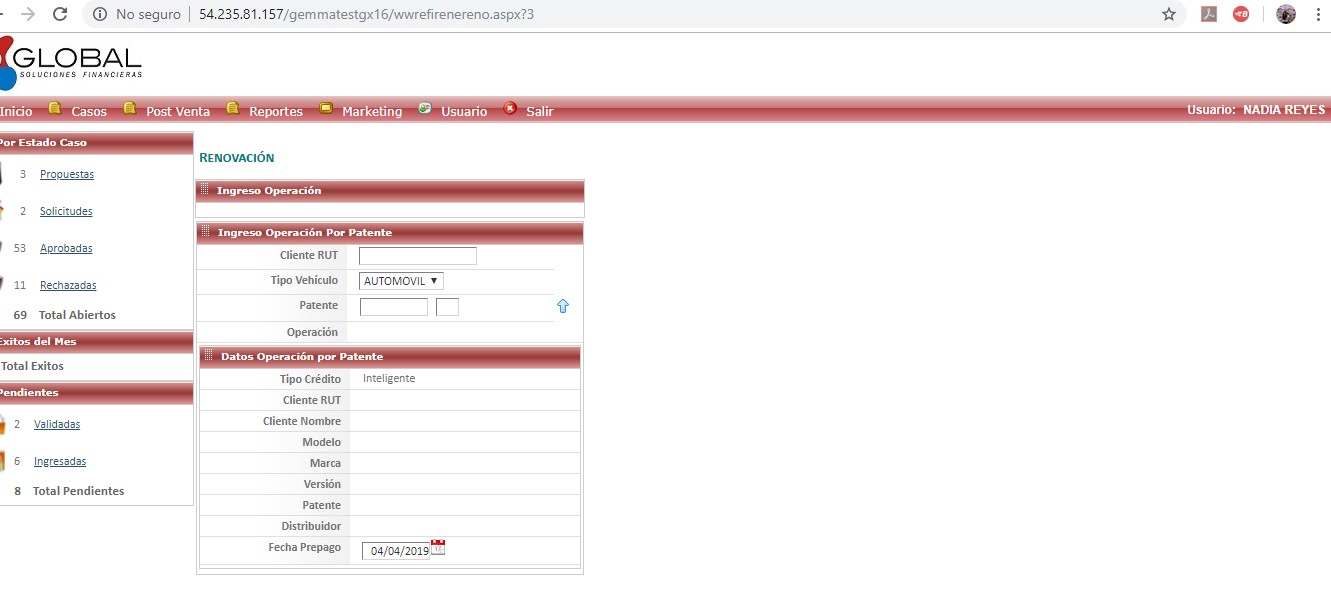 No seguro
54.235.81.157/gemmatestgx16/wwrefirenereno.aspx?3
GLOBAL
SOLUCIONES FINANCIERAS
Inicio Casos Post Venta Reportes Marketing Usuario Salir Usuario: NADIA REYES
Por Estado Caso
3 Propuestas
2 Solicitudes
53 Aprobadas
11 Rechazadas
69 Total Abiertos
Exitos del Mes
Total Exitos
Pendientes
2 Validadas
6 Ingresadas
8 Total Pendientes
RENOVACIÓN
Ingreso Operación
Ingreso Operación Por Patente
Cliente RUT
Tipo Vehículo AUTOMOVIL
Patente
Operación
Datos Operación por Patente
Tipo Crédito Inteligente
Cliente RUT
Cliente Nombre
Modelo
Marca
Versión
Patente
Distribuidor
Fecha Prepago 04/04/2019